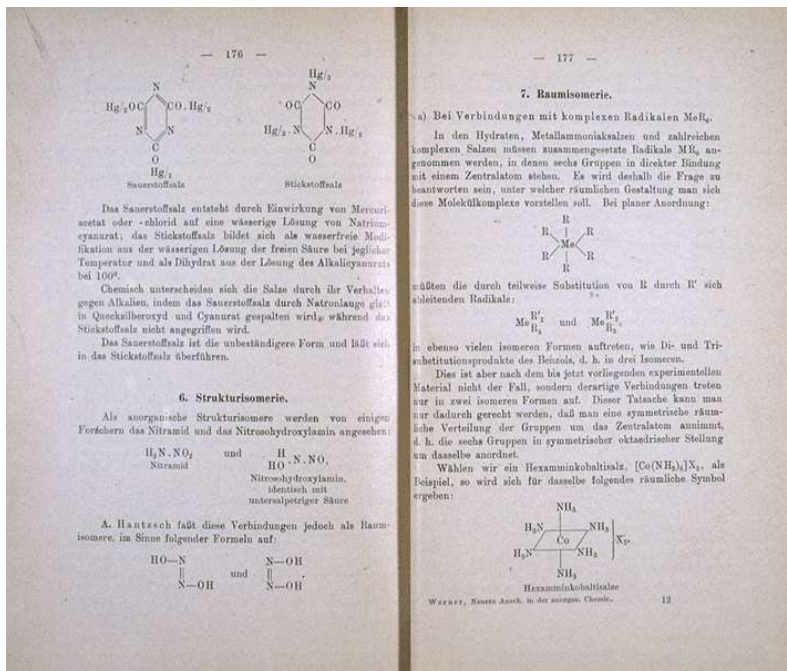 — 176 —
N
Hg/₂OC CO.Hg/₂
N N
C
O
Hg/₂
Sauerstoffsalz
Hg/₂
N
OC CO
Hg/₂.N N.Hg/₂
C
O
Stickstoffsalz
Das Sauerstoffsalz entsteht durch Einwirkung von Mercuri-
acetat oder -chlorid auf eine wässerige Lösung von Natrium-
cyanurat; das Stickstoffsalz bildet sich als wasserfreie Modi-
fikation aus der wässerigen Lösung der freien Säure bei jeglicher
Temperatur und als Dihydrat aus der Lösung des Alkalicyanurats
bei 100⁰.
Chemisch unterscheiden sich die Salze durch ihr Verhalten
gegen Alkalien, indem das Sauerstoffsalz durch Natronlauge glatt
in Quecksilberoxyd und Cyanurat gespalten wird, während das
Stickstoffsalz nicht angegriffen wird.
Das Sauerstoffsalz ist die unbeständigere Form und läßt sich
in das Stickstoffsalz überführen.
6. Strukturisomerie.
Als anorganische Strukturisomere werden von einigen
Forschern das Nitramid und das Nitrosohydroxylamin angesehen:
H₂N.NO₂ und H
HO·N.NO,
Nitramid
Nitrosohydroxylamin,
identisch mit
untersalpetriger Säure
A. Hantzsch faßt diese Verbindungen jedoch als Raum-
isomere, im Sinne folgender Formeln auf:
HO—N N—OH
‖ und ‖
N—OH N—OH
— 177 —
7. Raumisomerie.
a) Bei Verbindungen mit komplexen Radikalen MeR₆.
In den Hydraten, Metallammoniaksalzen und zahlreichen
komplexen Salzen müssen zusammengesetzte Radikale MR₆ an-
genommen werden, in denen sechs Gruppen in direkter Bindung
mit einem Zentralatom stehen. Es wird deshalb die Frage zu
beantworten sein, unter welcher räumlichen Gestaltung man sich
diese Molekülkomplexe vorstellen soll. Bei planer Anordnung:
R
R R
Me
R R
R
müßten die durch teilweise Substitution von R durch R′ sich
ableitenden Radikale:
Me R′₂ R₄ und Me R′₃ R₃,
in ebenso vielen isomeren Formen auftreten, wie Di- und Tri-
substitutionsprodukte des Benzols, d. h. in drei Isomeren.
Dies ist aber nach dem bis jetzt vorliegenden experimentellen
Material nicht der Fall, sondern derartige Verbindungen treten
nur in zwei isomeren Formen auf. Dieser Tatsache kann man
nur dadurch gerecht werden, daß man eine symmetrische räum-
liche Verteilung der Gruppen um das Zentralatom annimmt,
d. h. die sechs Gruppen in symmetrischer oktaedrischer Stellung
um dasselbe anordnet.
Wählen wir ein Hexamminkobaltisalz, [Co(NH₃)₆]X₃, als
Beispiel, so wird sich für dasselbe folgendes räumliche Symbol
ergeben:
NH₃
H₃N NH₃
Co X₃.
H₃N NH₃
NH₃
Hexamminkobaltisalze
Werner, Neuere Ansch. in der anorgan. Chemie. 12